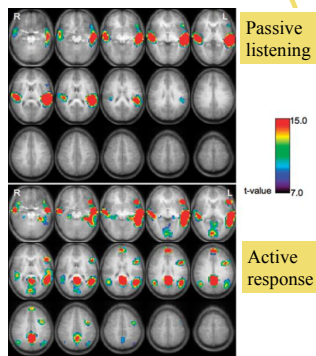 R
L
Passive
listening
15.0
t-value
7.0
R
L
Active
response